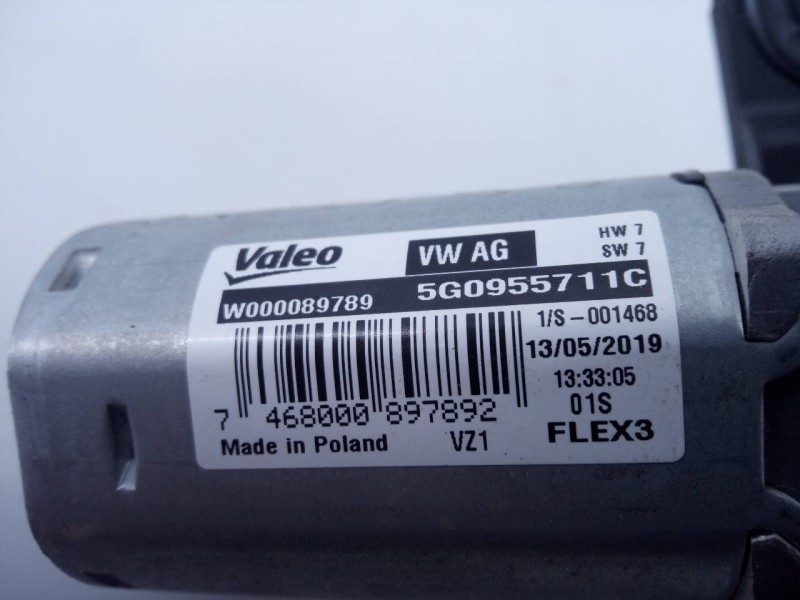 Valeo
VW AG
HW 7
SW 7
W000089789
5G0955711C
1/S-001468
13/05/2019
13:33:05
01S
7 468000 897892
Made in Poland
VZ1
FLEX3